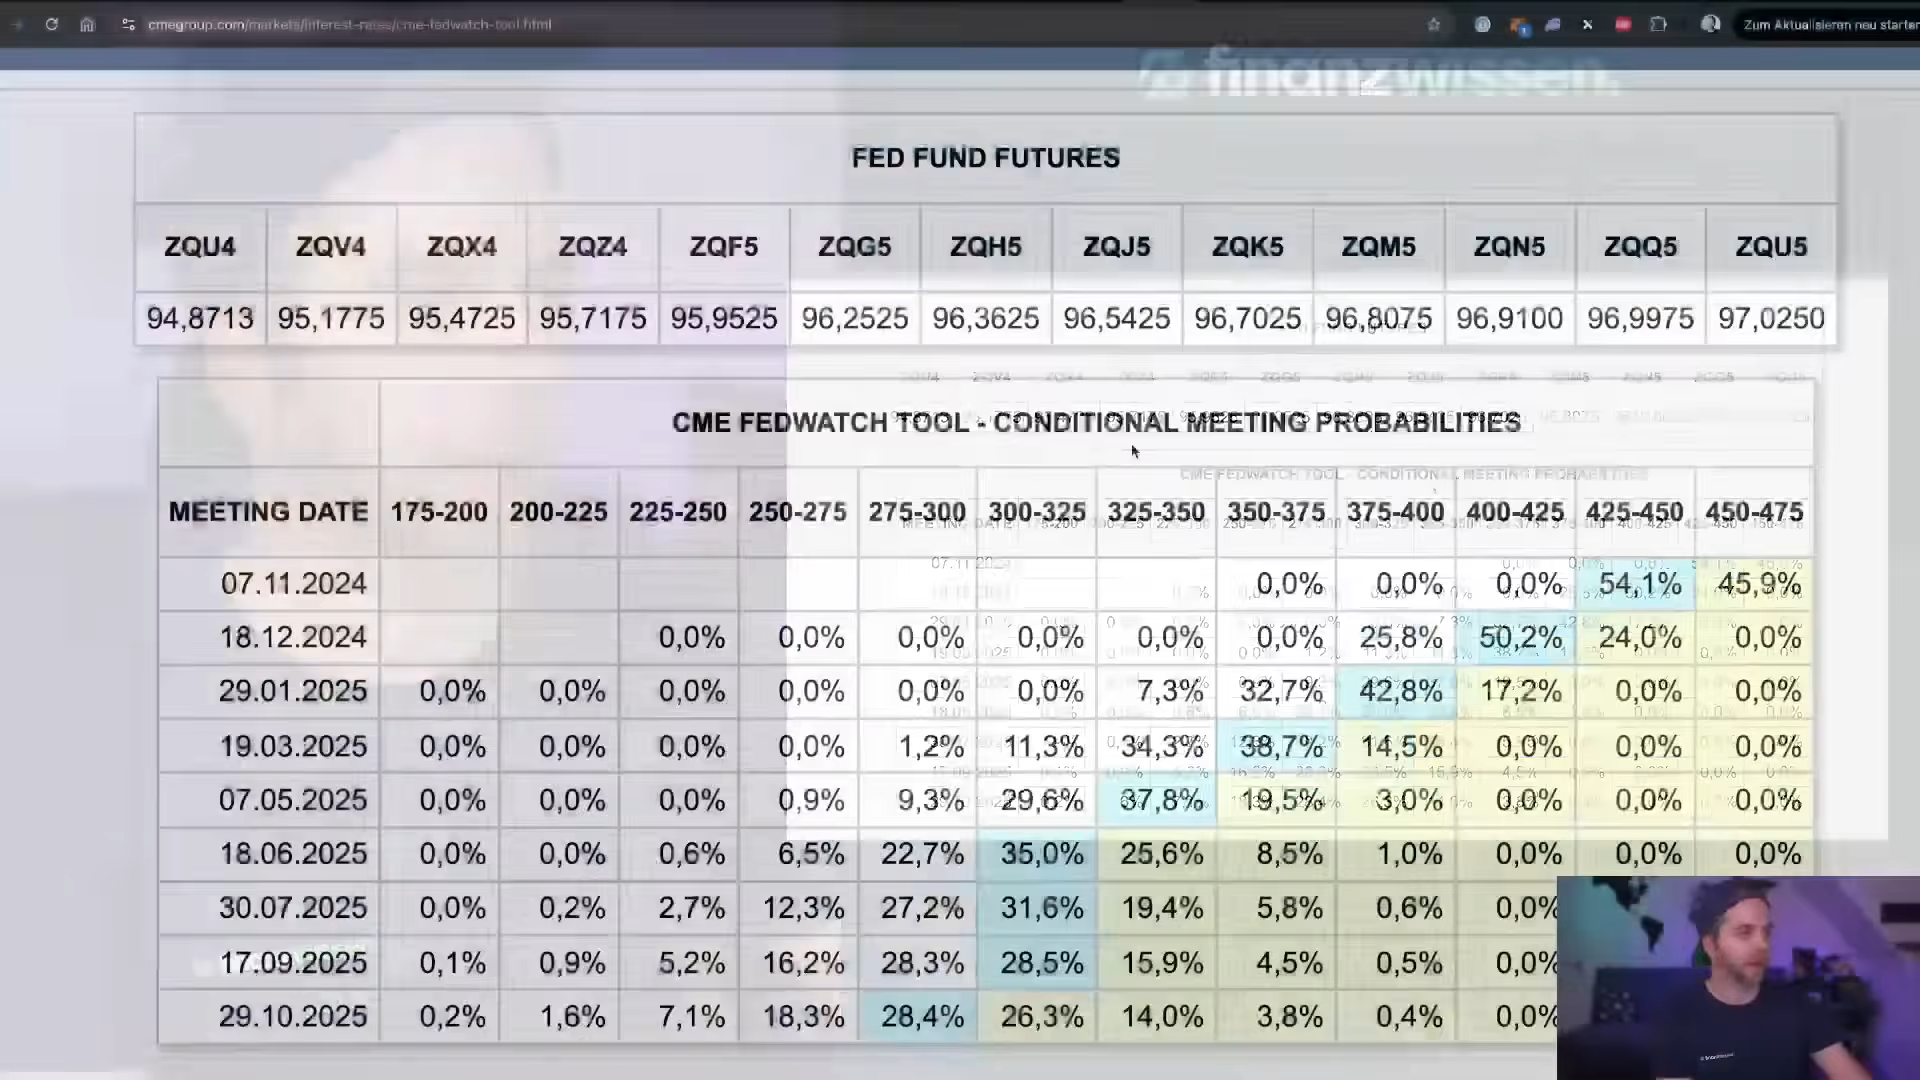 cmegroup.com/markets/interest-rates/cme-fedwatch-tool.html
Zum Aktualisieren neu starten
finanzwissen.
FED FUND FUTURES
ZQU4 ZQV4 ZQX4 ZQZ4 ZQF5 ZQG5 ZQH5 ZQJ5 ZQK5 ZQM5 ZQN5 ZQQ5 ZQU5
94,8713 95,1775 95,4725 95,7175 95,9525 96,2525 96,3625 96,5425 96,7025 96,8075 96,9100 96,9975 97,0250
CME FEDWATCH TOOL - CONDITIONAL MEETING PROBABILITIES
MEETING DATE 175-200 200-225 225-250 250-275 275-300 300-325 325-350 350-375 375-400 400-425 425-450 450-475
07.11.2024 0,0% 0,0% 0,0% 54,1% 45,9%
18.12.2024 0,0% 0,0% 0,0% 0,0% 0,0% 0,0% 25,8% 50,2% 24,0% 0,0%
29.01.2025 0,0% 0,0% 0,0% 0,0% 0,0% 0,0% 7,3% 32,7% 42,8% 17,2% 0,0% 0,0%
19.03.2025 0,0% 0,0% 0,0% 0,0% 1,2% 11,3% 34,3% 38,7% 14,5% 0,0% 0,0% 0,0%
07.05.2025 0,0% 0,0% 0,0% 0,9% 9,3% 29,6% 37,8% 19,5% 3,0% 0,0% 0,0% 0,0%
18.06.2025 0,0% 0,0% 0,6% 6,5% 22,7% 35,0% 25,6% 8,5% 1,0% 0,0% 0,0% 0,0%
30.07.2025 0,0% 0,2% 2,7% 12,3% 27,2% 31,6% 19,4% 5,8% 0,6% 0,0%
17.09.2025 0,1% 0,9% 5,2% 16,2% 28,3% 28,5% 15,9% 4,5% 0,5% 0,0%
29.10.2025 0,2% 1,6% 7,1% 18,3% 28,4% 26,3% 14,0% 3,8% 0,4% 0,0%